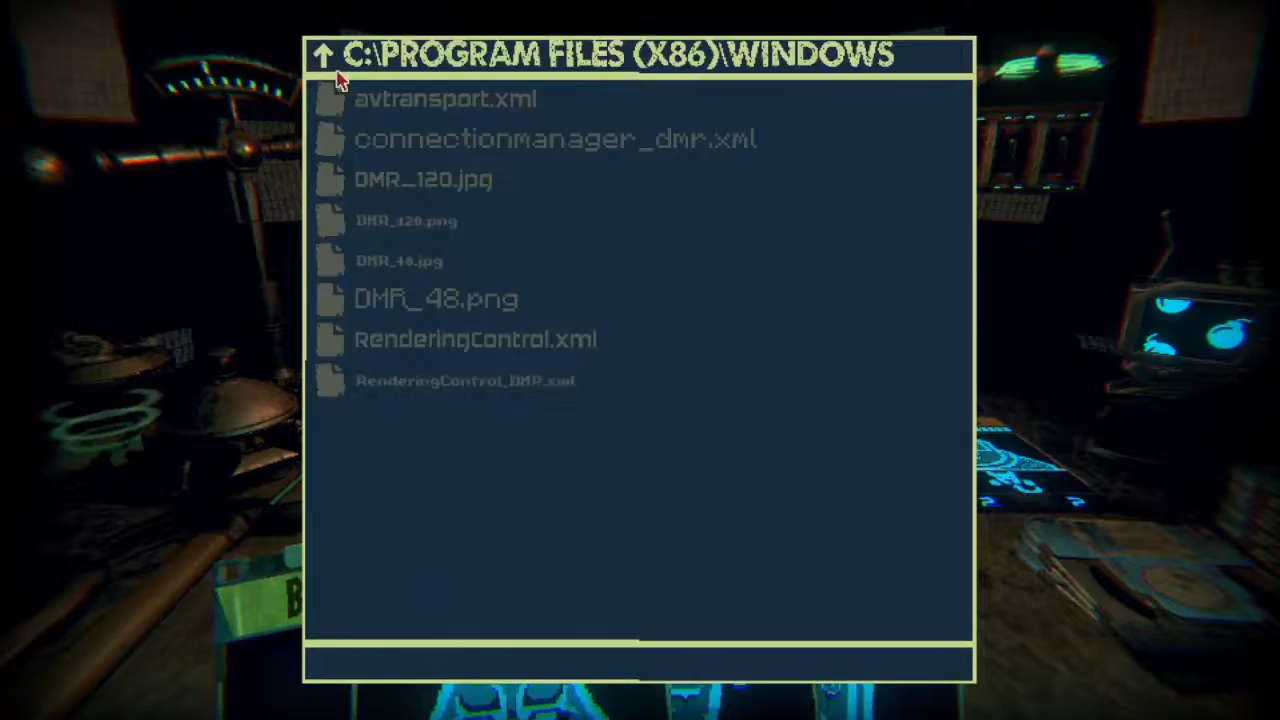 C:\PROGRAM FILES (X86)\WINDOWS
avtransport.xml
connectionmanager_dmr.xml
DMR_120.jpg
DMR_120.png
DMR_48.jpg
DMR_48.png
RenderingControl.xml
RenderingControl_DMR.xml